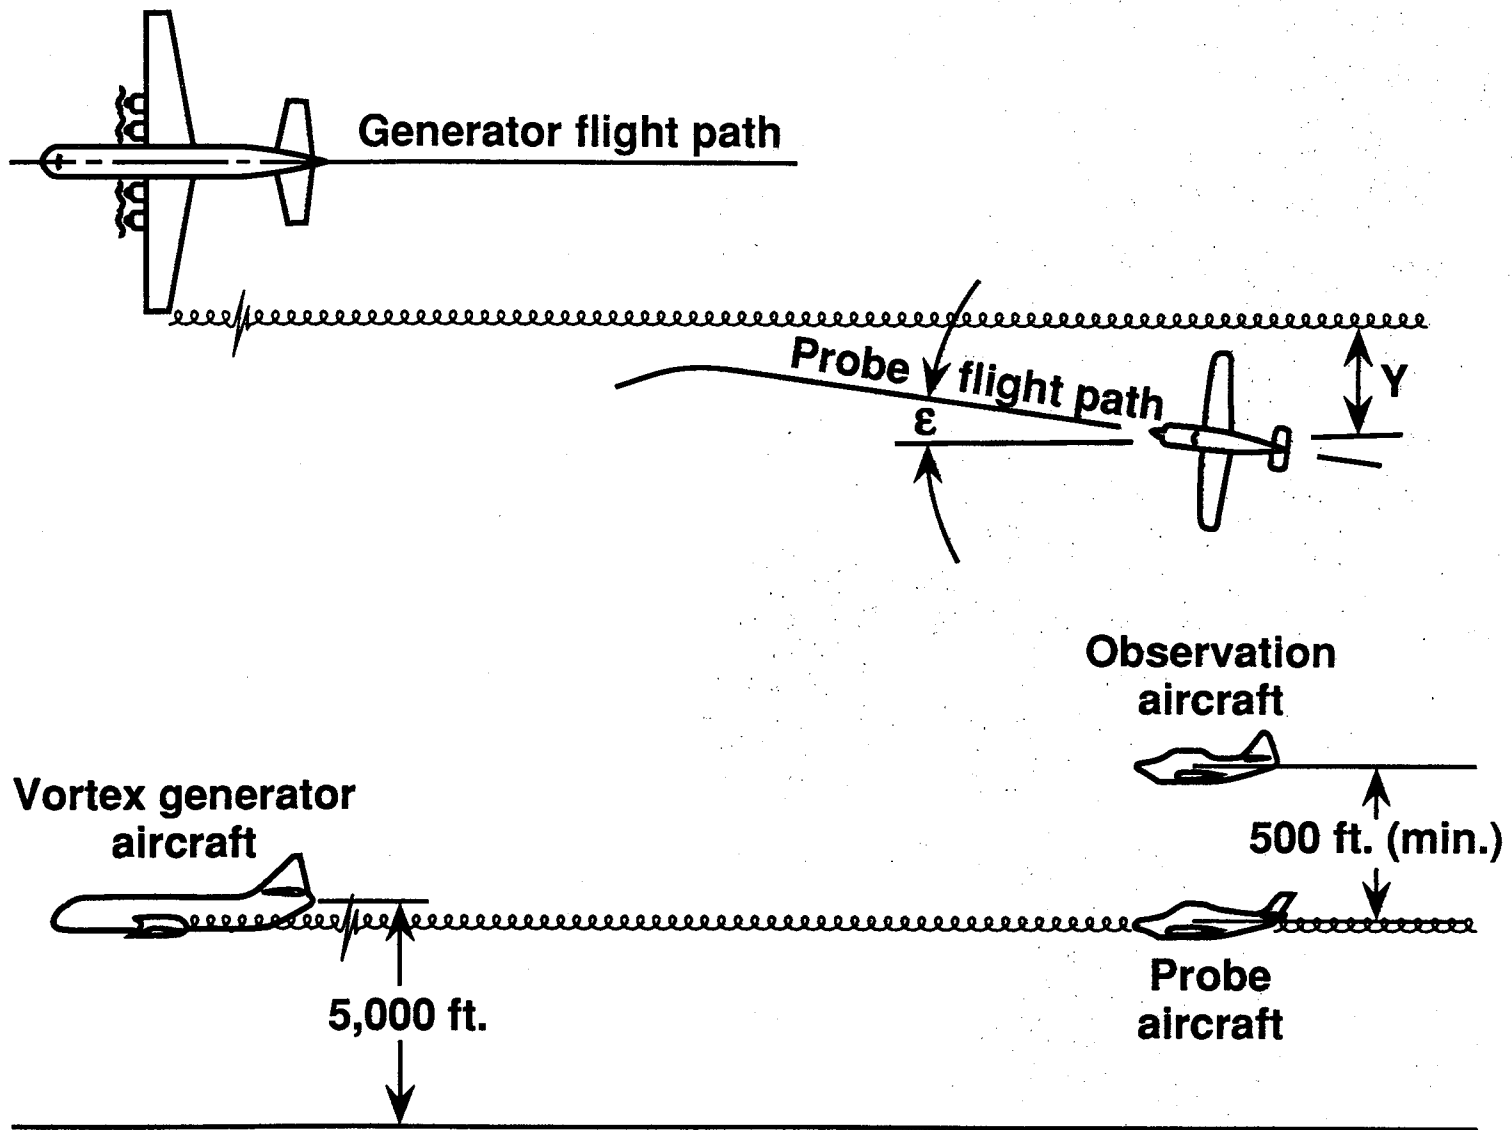 Generator flight path
Probe flight path
Y
ε
Observation
aircraft
Vortex generator
aircraft
500 ft. (min.)
Probe
aircraft
5,000 ft.